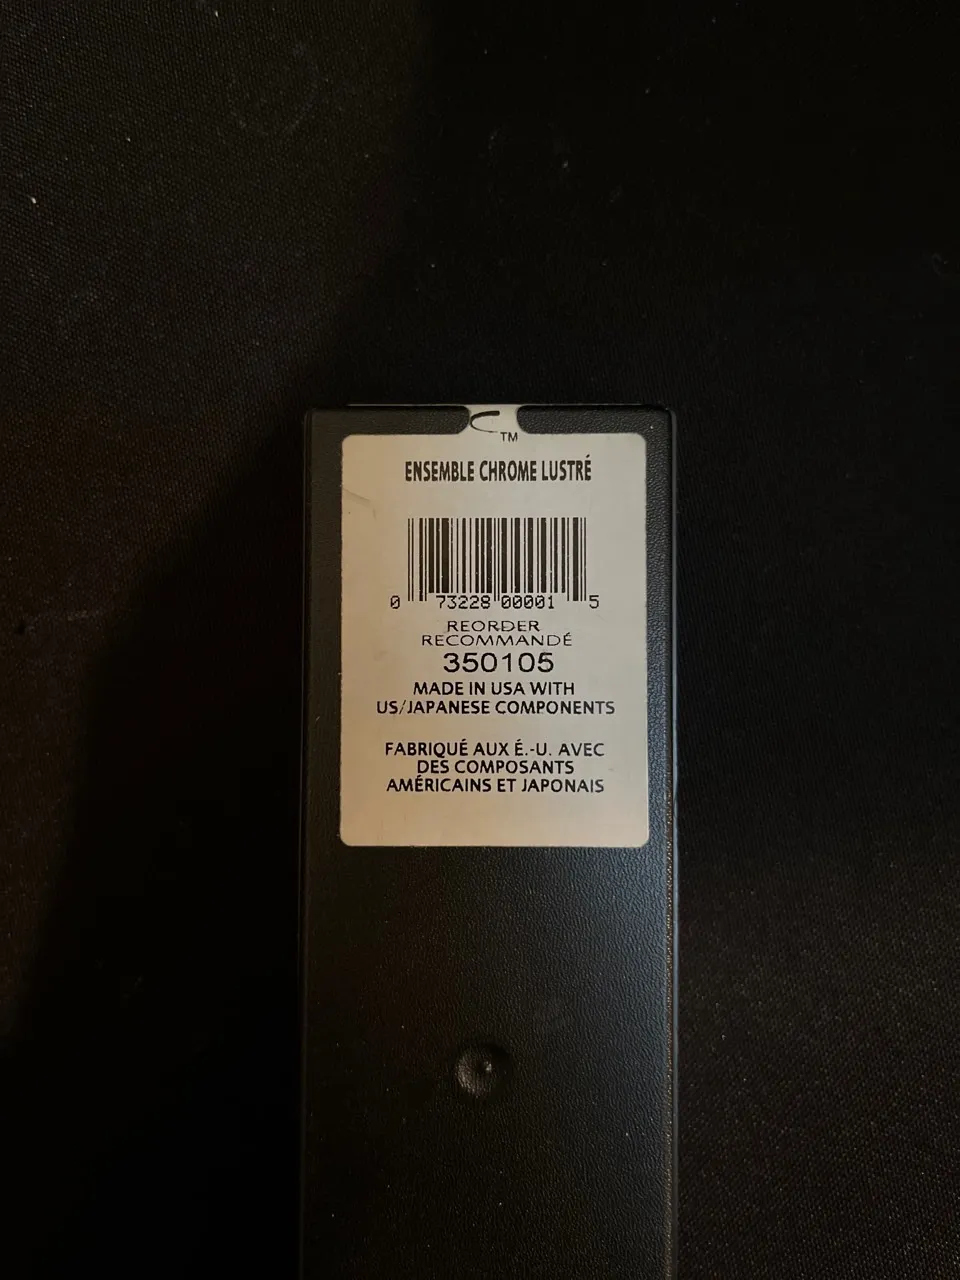 TM
ENSEMBLE CHROME LUSTRÉ
0 73228 00001 5
REORDER
RECOMMANDÉ
350105
MADE IN USA WITH
US/JAPANESE COMPONENTS
FABRIQUÉ AUX É.-U. AVEC
DES COMPOSANTS
AMÉRICAINS ET JAPONAIS